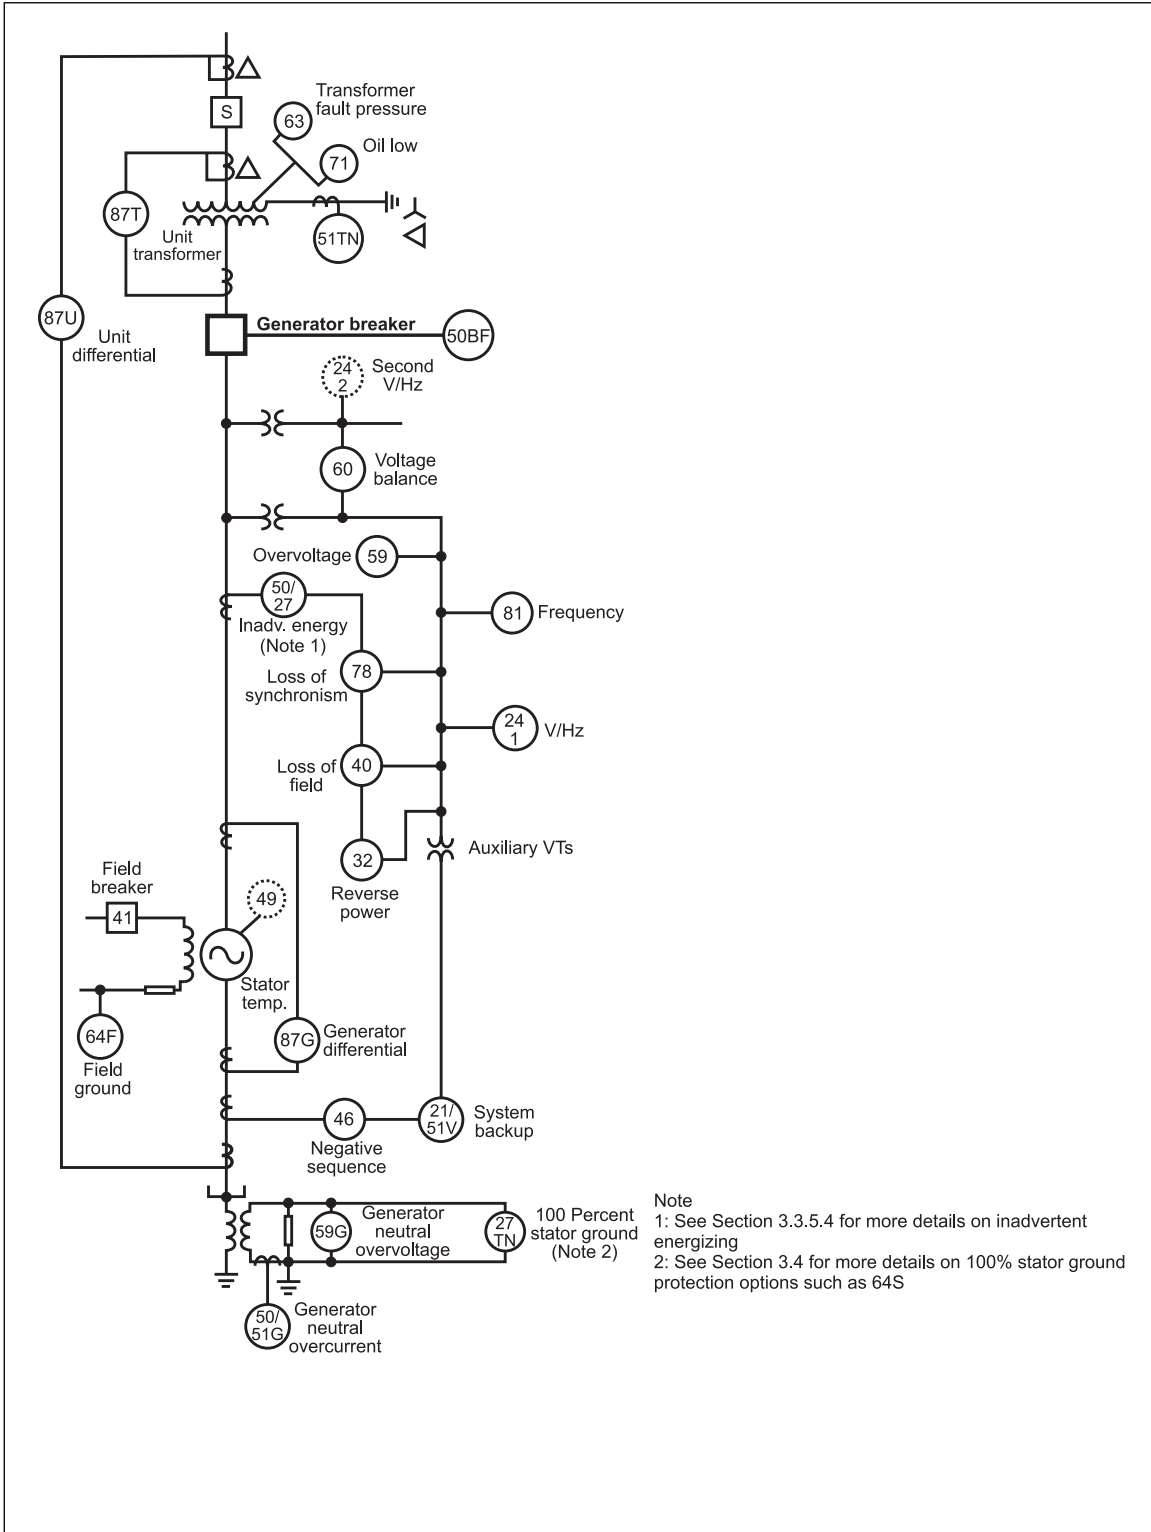 S
Transformer
fault pressure
63
Oil low
71
87T
Unit
transformer
51TN
87U
Unit
differential
Generator breaker
50BF
24
2
Second
V/Hz
60
Voltage
balance
Overvoltage
59
50/
27
Inadv. energy
(Note 1)
81
Frequency
Loss of
synchronism
78
24
1
V/Hz
Loss of
field
40
32
Reverse
power
Auxiliary VTs
Field
breaker
41
49
Stator
temp.
64F
Field
ground
87G
Generator
differential
46
Negative
sequence
21/
51V
System
backup
59G
Generator
neutral
overvoltage
27
TN
100 Percent
stator ground
(Note 2)
50/
51G
Generator
neutral
overcurrent
Note
1: See Section 3.3.5.4 for more details on inadvertent
energizing
2: See Section 3.4 for more details on 100% stator ground
protection options such as 64S